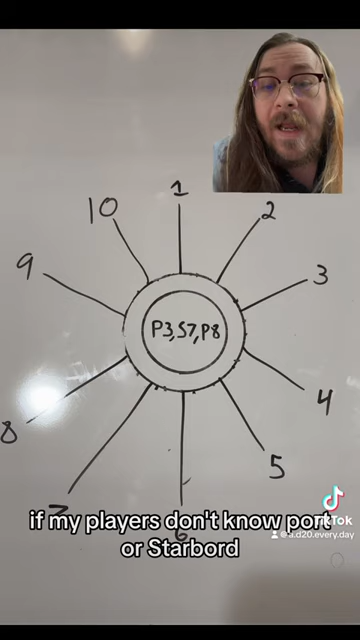 1
10
2
9
3
P3,S7,P8
8
4
7
5
6
if my players don't know port
or Starbord
TikTok
@a.d20.every.day